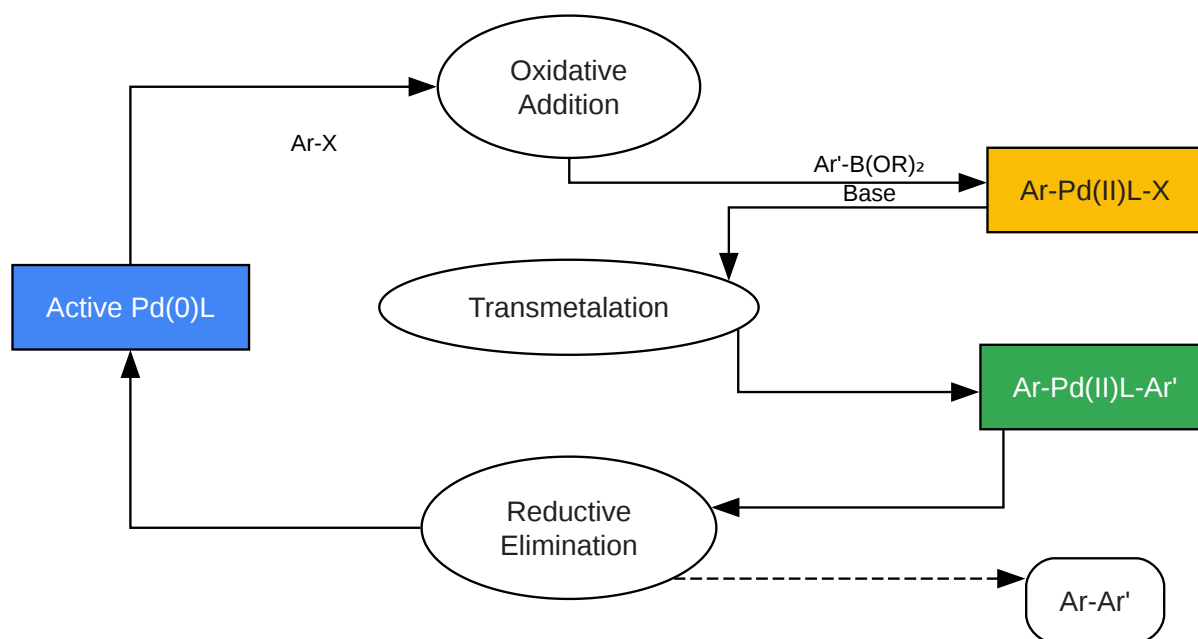 Oxidative
Addition
Ar-X
Ar'-B(OR)₂
Base
Ar-Pd(II)L-X
Active Pd(0)L
Transmetalation
Ar-Pd(II)L-Ar'
Reductive
Elimination
Ar-Ar'